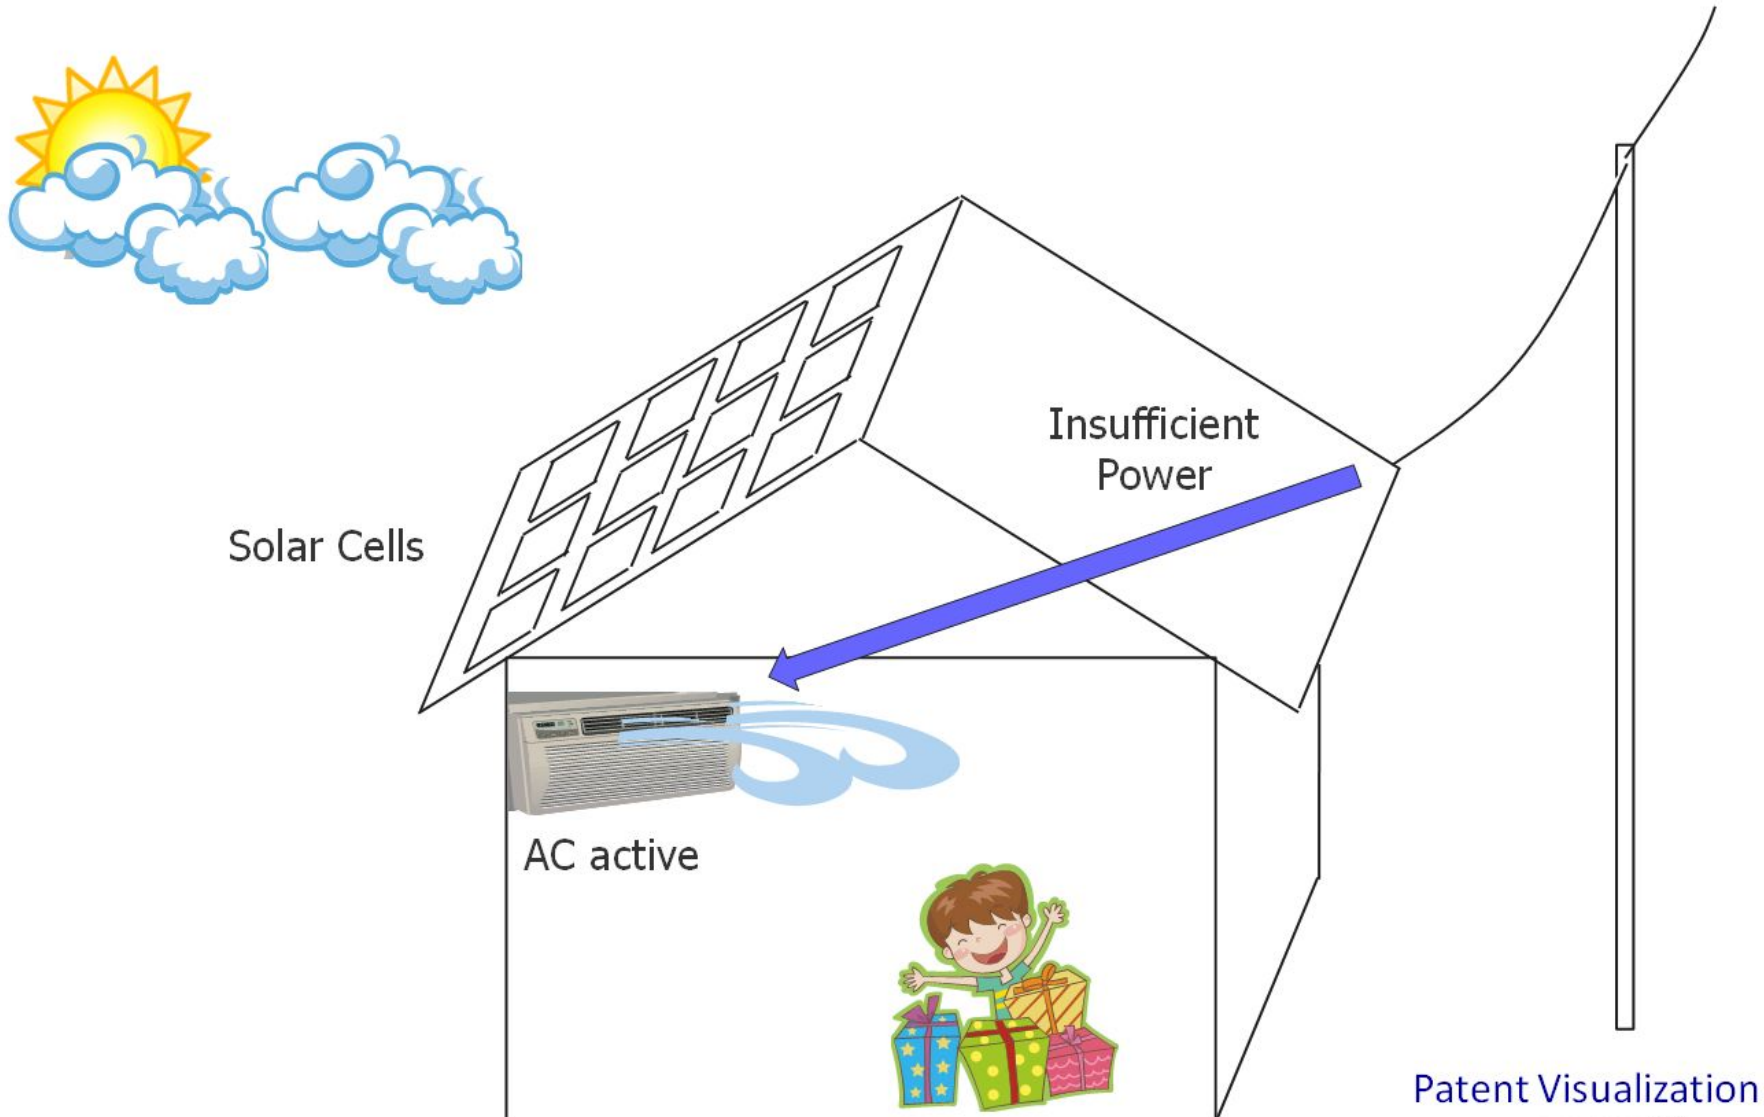 Insufficient
Power
Solar Cells
AC active
Patent Visualization